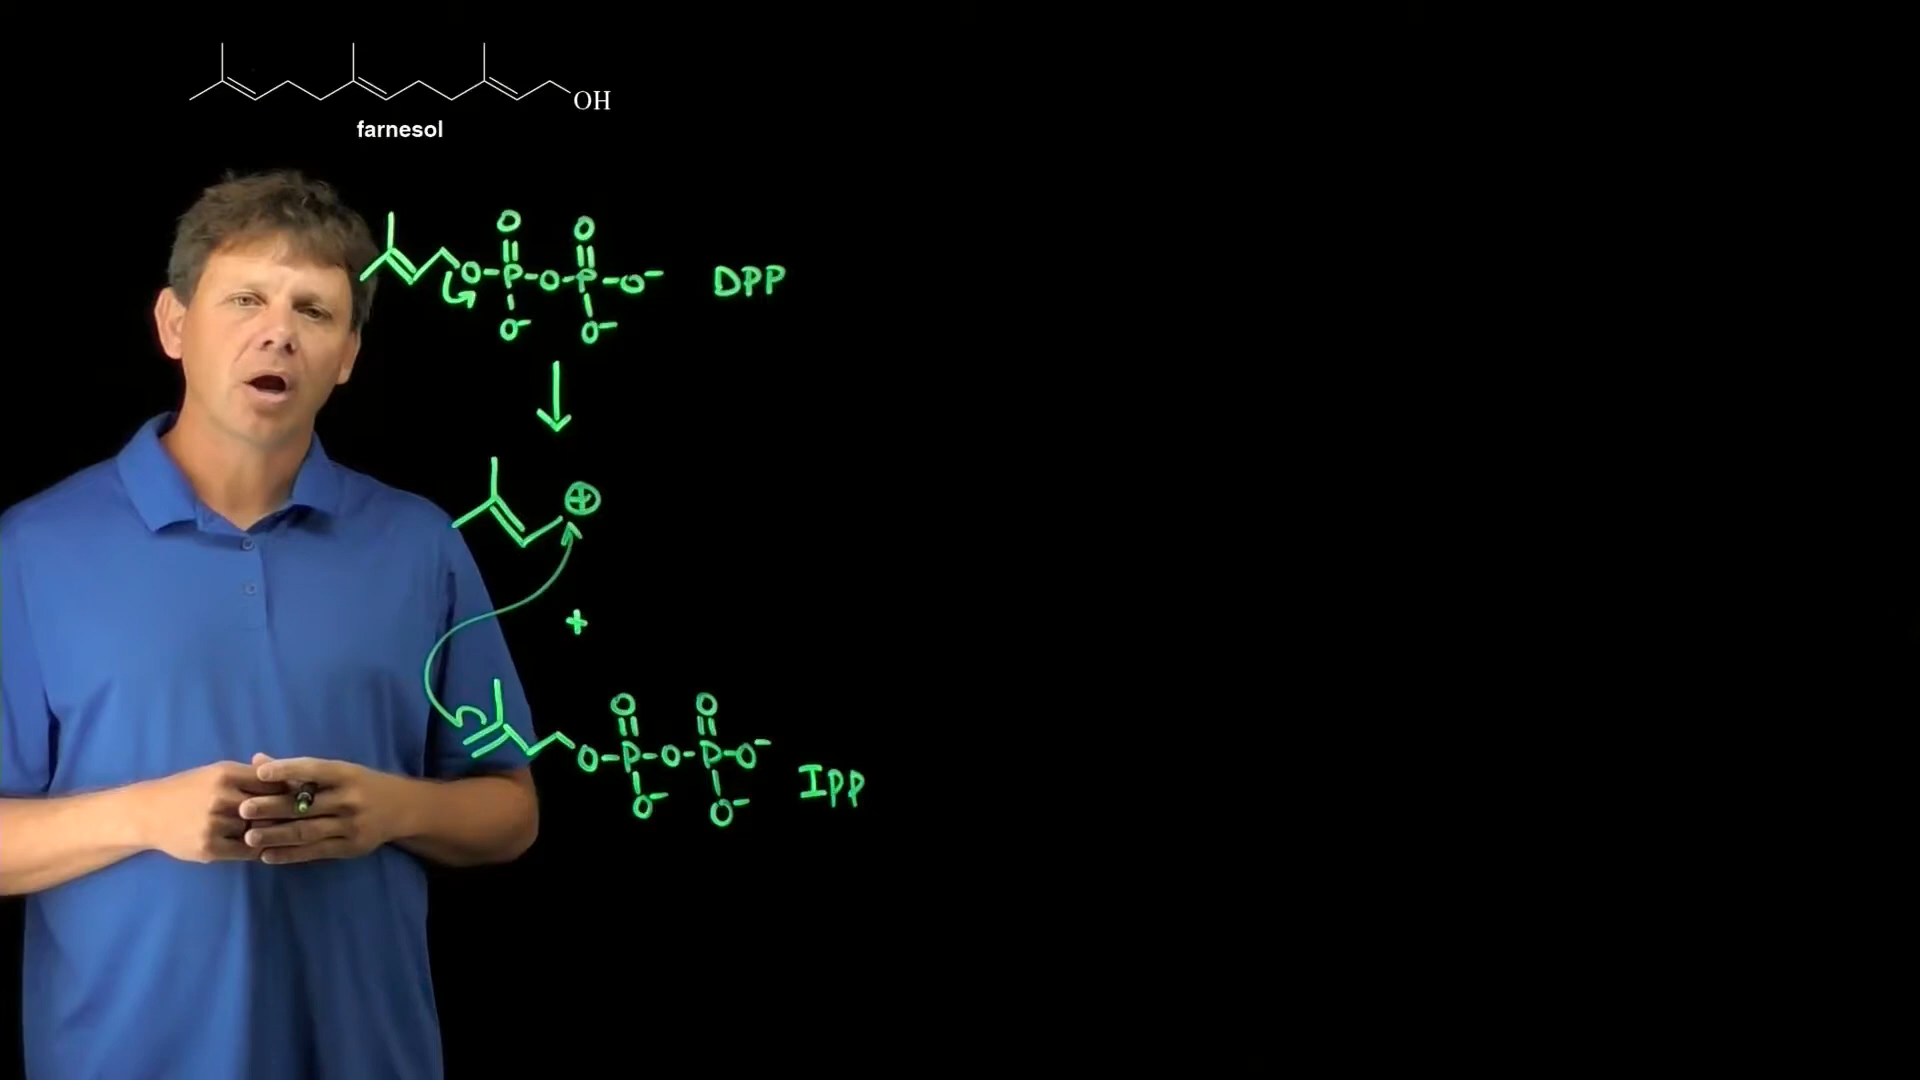 OH
farnesol
O O
O-P-O-P-O⁻ DPP
O⁻ O⁻
⊕
+
O O
O-P-O-P-O⁻
IPP
O⁻ O⁻